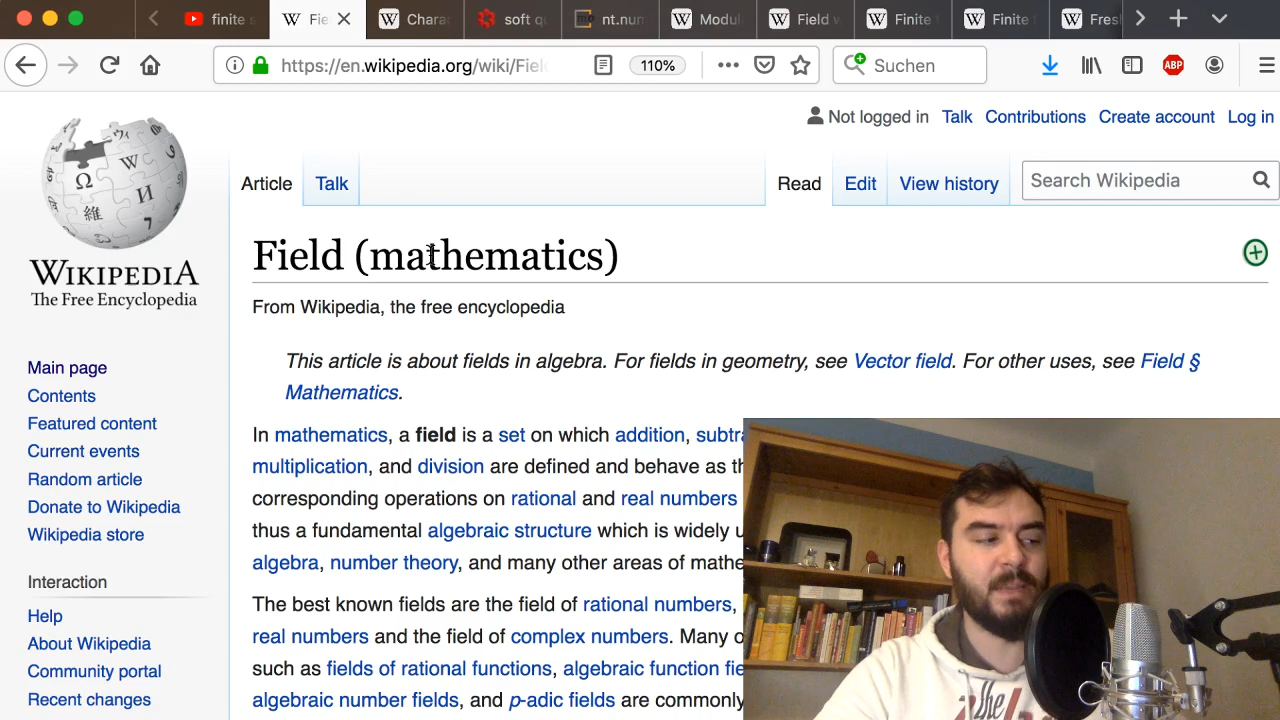 finite s
Fie
Charac
soft qu
nt.num
Modul
Field w
Finite f
Finite f
Fresh
https://en.wikipedia.org/wiki/Field
110%
Suchen
ABP
Not logged in Talk Contributions Create account Log in
Article Talk Read Edit View history Search Wikipedia
WIKIPEDIA
The Free Encyclopedia
Field (mathematics)
From Wikipedia, the free encyclopedia
This article is about fields in algebra. For fields in geometry, see Vector field. For other uses, see Field §
Mathematics.
In mathematics, a field is a set on which addition, subtra
multiplication, and division are defined and behave as th
corresponding operations on rational and real numbers
thus a fundamental algebraic structure which is widely u
algebra, number theory, and many other areas of mathe
The best known fields are the field of rational numbers,
real numbers and the field of complex numbers. Many o
such as fields of rational functions, algebraic function fie
algebraic number fields, and p-adic fields are commonly
Main page
Contents
Featured content
Current events
Random article
Donate to Wikipedia
Wikipedia store
Interaction
Help
About Wikipedia
Community portal
Recent changes
the